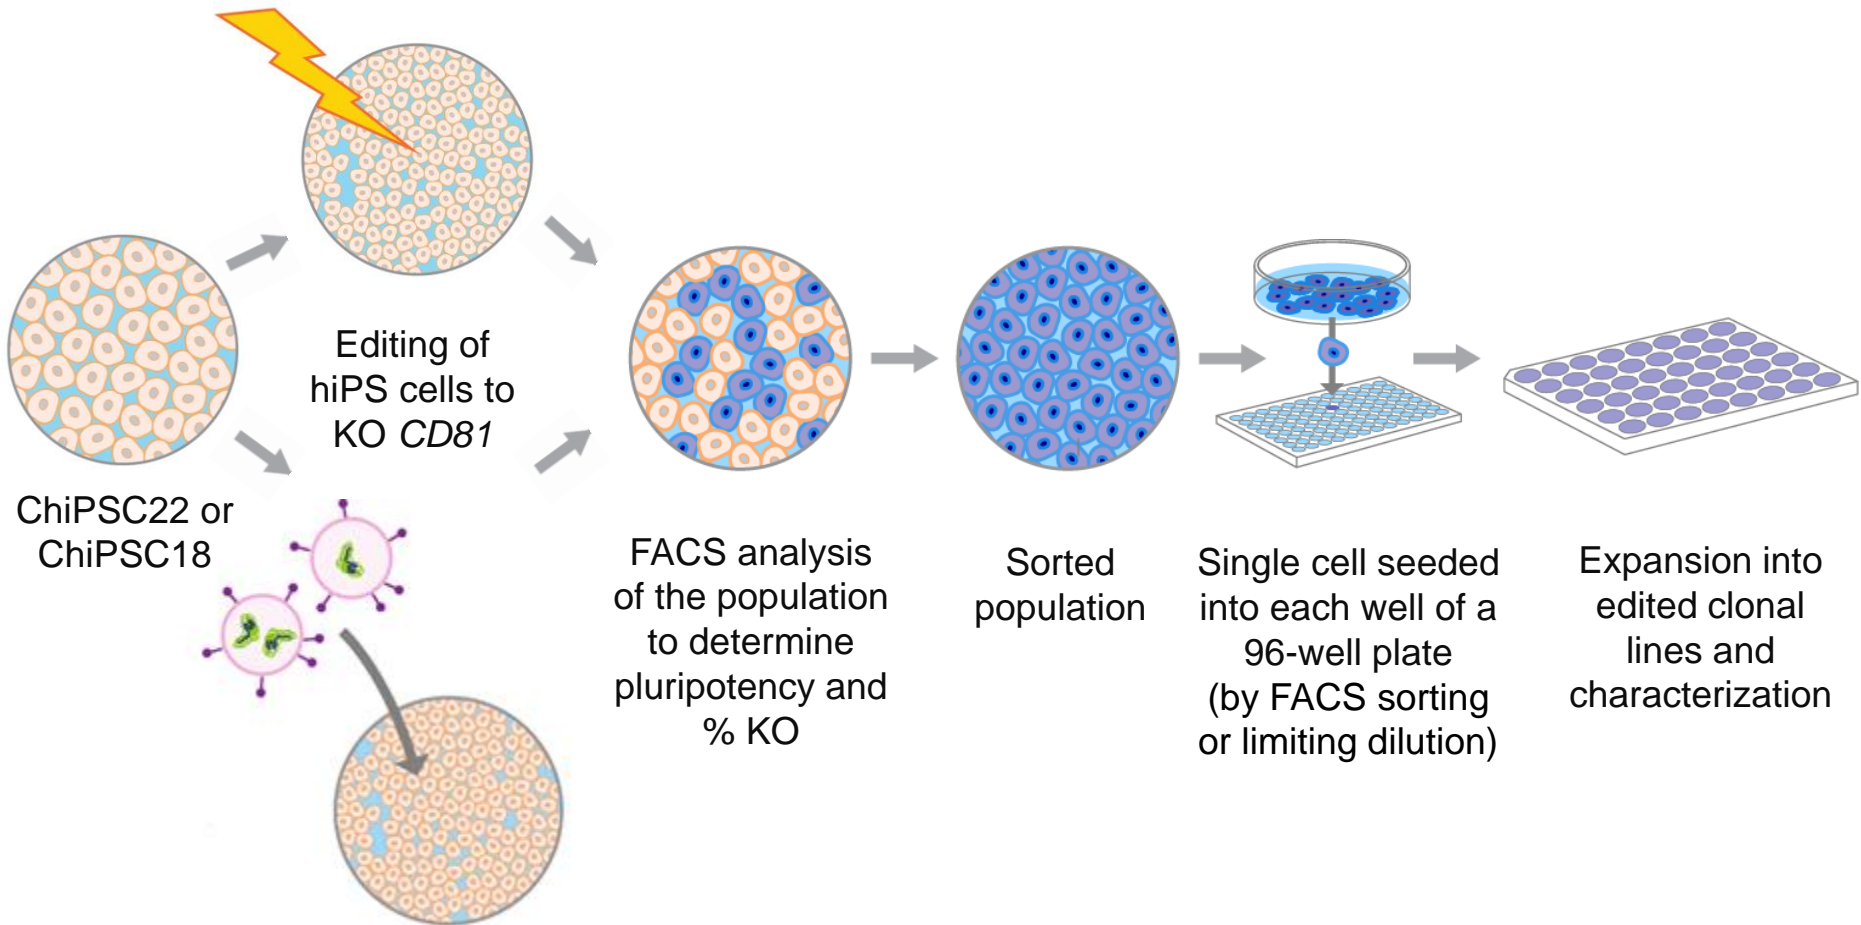 Editing of
hiPS cells to
KO CD81
ChiPSC22 or
ChiPSC18
FACS analysis
of the population
to determine
pluripotency and
% KO
Sorted
population
Single cell seeded
into each well of a
96-well plate
(by FACS sorting
or limiting dilution)
Expansion into
edited clonal
lines and
characterization